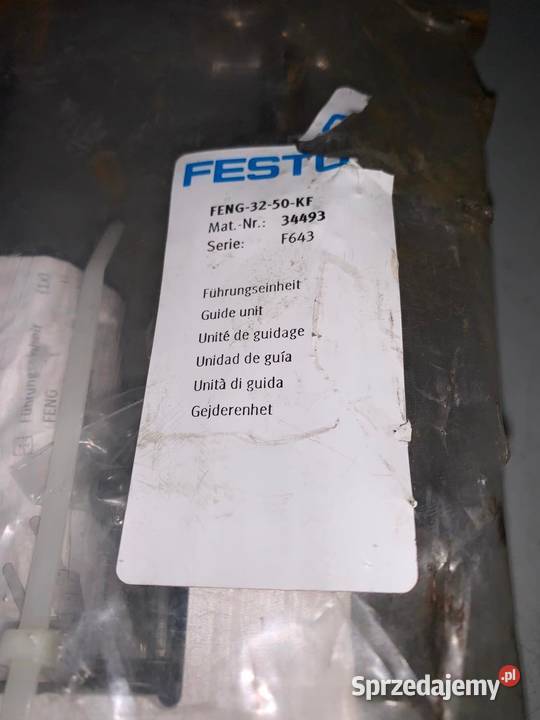 FESTO
FENG-32-50-KF
Mat.-Nr.: 34493
Serie: F643
Führungseinheit
Guide unit
Unité de guidage
Unidad de guía
Unità di guida
Gejderenhet
Führungseinheit
FENG
Sprzedajemy.pl